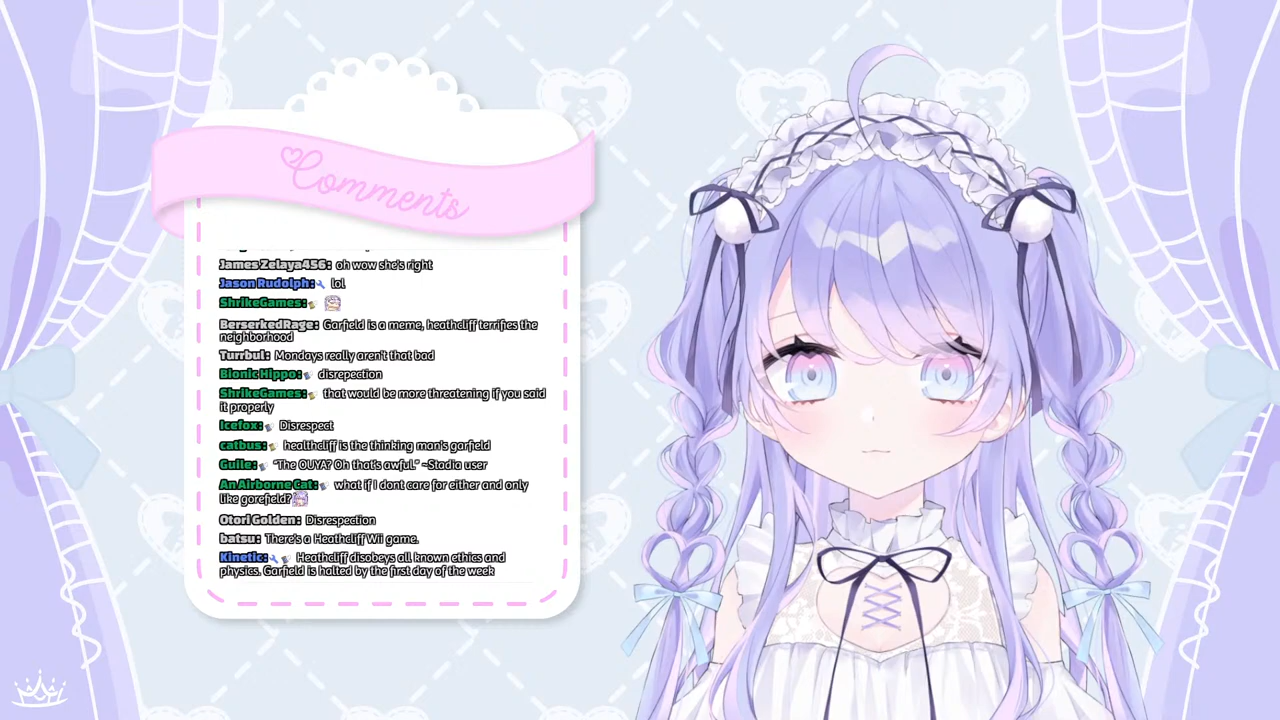 Comments
James Zelaya456: oh wow she's right
Jason Rudolph: lol
ShrikeGames:
BerserkedRage: Garfield is a meme, heathcliff terrifies the
neighborhood
Turrbul: Mondays really aren't that bad
Bionic Hippo: disrepection
ShrikeGames: that would be more threatening if you said
it properly
Icefox: Disrespect
catbus: healthcliff is the thinking man's garfield
Guile: "The OUYA? Oh that's awful." ~Stadia user
An Airborne Cat: what if I dont care for either and only
like gorefield?
Otori Golden: Disrespection
batsu: There's a Heathcliff Wii game.
Kinetic: Heathcliff disobeys all known ethics and
physics. Garfield is halted by the first day of the week